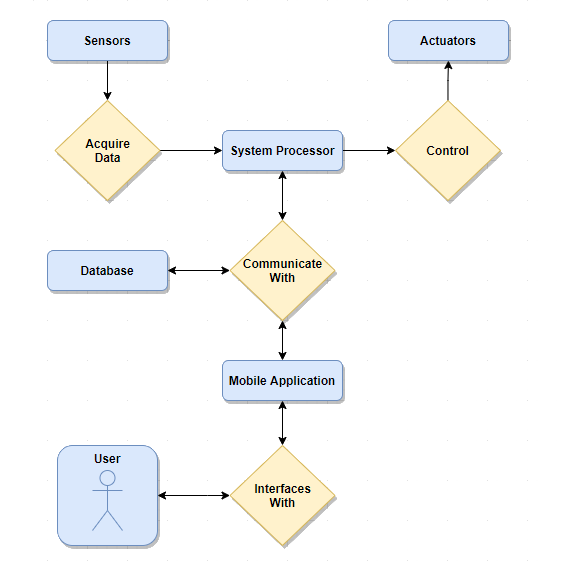 Sensors
Actuators
Acquire
Data
System Processor
Control
Database
Communicate
With
Mobile Application
User
Interfaces
With